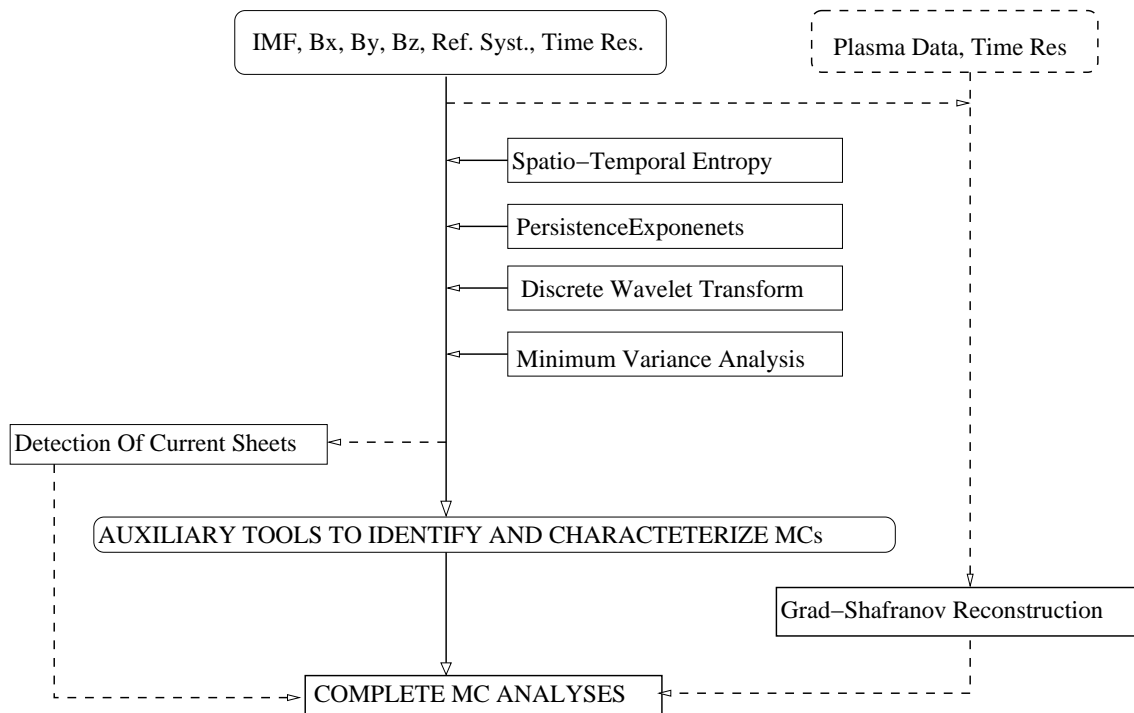 IMF, Bx, By, Bz, Ref. Syst., Time Res.
Plasma Data, Time Res
Spatio−Temporal Entropy
PersistenceExponenets
Discrete Wavelet Transform
Minimum Variance Analysis
Detection Of Current Sheets
AUXILIARY TOOLS TO IDENTIFY AND CHARACTETERIZE MCs
Grad−Shafranov Reconstruction
COMPLETE MC ANALYSES